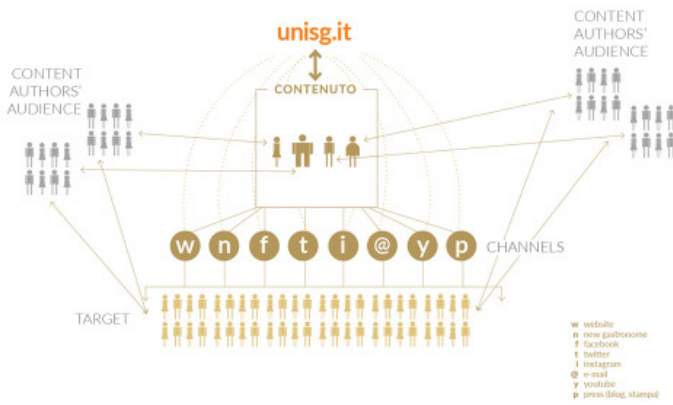 unisg.it
CONTENUTO
CONTENT
AUTHORS'
AUDIENCE
CONTENT
AUTHORS'
AUDIENCE
w n f t i @ y p
CHANNELS
TARGET
w website
n new gastronome
f facebook
t twitter
i instagram
@ e-mail
y youtube
p press (blog, stampa)